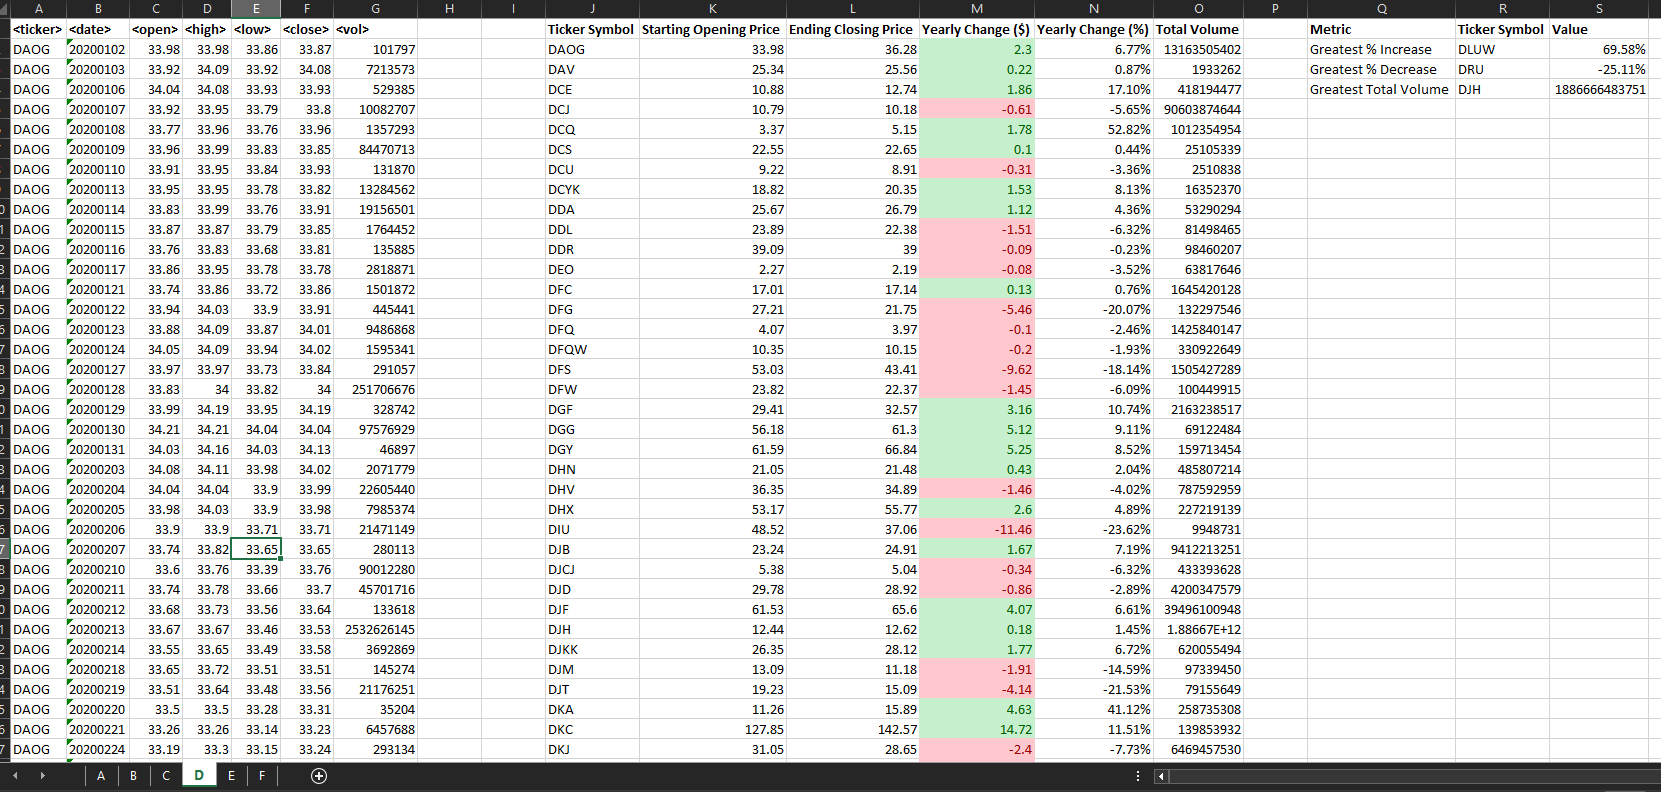 A B C D E F G H I J K L M N O P Q R S
<ticker> <date> <open> <high> <low> <close> <vol> Ticker Symbol Starting Opening Price Ending Closing Price Yearly Change ($) Yearly Change (%) Total Volume Metric Ticker Symbol Value
DAOG 20200102 33.98 33.98 33.86 33.87 101797 DAOG 33.98 36.28 2.3 6.77% 13163505402 Greatest % Increase DLUW 69.58%
DAOG 20200103 33.92 34.09 33.92 34.08 7213573 DAV 25.34 25.56 0.22 0.87% 1933262 Greatest % Decrease DRU -25.11%
DAOG 20200106 34.04 34.08 33.93 33.93 529385 DCE 10.88 12.74 1.86 17.10% 418194477 Greatest Total Volume DJH 1886666483751
DAOG 20200107 33.92 33.95 33.79 33.8 10082707 DCJ 10.79 10.18 -0.61 -5.65% 90603874644
DAOG 20200108 33.77 33.96 33.76 33.96 1357293 DCQ 3.37 5.15 1.78 52.82% 1012354954
DAOG 20200109 33.96 33.99 33.83 33.85 84470713 DCS 22.55 22.65 0.1 0.44% 25105339
DAOG 20200110 33.91 33.95 33.84 33.93 131870 DCU 9.22 8.91 -0.31 -3.36% 2510838
DAOG 20200113 33.95 33.95 33.78 33.82 13284562 DCYK 18.82 20.35 1.53 8.13% 16352370
DAOG 20200114 33.83 33.99 33.76 33.91 19156501 DDA 25.67 26.79 1.12 4.36% 53290294
DAOG 20200115 33.87 33.87 33.79 33.85 1764452 DDL 23.89 22.38 -1.51 -6.32% 81498465
DAOG 20200116 33.76 33.83 33.68 33.81 135885 DDR 39.09 39 -0.09 -0.23% 98460207
DAOG 20200117 33.86 33.95 33.78 33.78 2818871 DEO 2.27 2.19 -0.08 -3.52% 63817646
DAOG 20200121 33.74 33.86 33.72 33.86 1501872 DFC 17.01 17.14 0.13 0.76% 1645420128
DAOG 20200122 33.94 34.03 33.9 33.91 445441 DFG 27.21 21.75 -5.46 -20.07% 132297546
DAOG 20200123 33.88 34.09 33.87 34.01 9486868 DFQ 4.07 3.97 -0.1 -2.46% 1425840147
DAOG 20200124 34.05 34.09 33.94 34.02 1595341 DFQW 10.35 10.15 -0.2 -1.93% 330922649
DAOG 20200127 33.97 33.97 33.73 33.84 291057 DFS 53.03 43.41 -9.62 -18.14% 1505427289
DAOG 20200128 33.83 34 33.82 34 251706676 DFW 23.82 22.37 -1.45 -6.09% 100449915
DAOG 20200129 33.99 34.19 33.95 34.19 328742 DGF 29.41 32.57 3.16 10.74% 2163238517
DAOG 20200130 34.21 34.21 34.04 34.04 97576929 DGG 56.18 61.3 5.12 9.11% 69122484
DAOG 20200131 34.03 34.16 34.03 34.13 46897 DGY 61.59 66.84 5.25 8.52% 159713454
DAOG 20200203 34.08 34.11 33.98 34.02 2071779 DHN 21.05 21.48 0.43 2.04% 485807214
DAOG 20200204 34.04 34.04 33.9 33.99 22605440 DHV 36.35 34.89 -1.46 -4.02% 787592959
DAOG 20200205 33.98 34.03 33.9 33.98 7985374 DHX 53.17 55.77 2.6 4.89% 227219139
DAOG 20200206 33.9 33.9 33.71 33.71 21471149 DIU 48.52 37.06 -11.46 -23.62% 9948731
DAOG 20200207 33.74 33.82 33.65 33.65 280113 DJB 23.24 24.91 1.67 7.19% 9412213251
DAOG 20200210 33.6 33.76 33.39 33.76 90012280 DJCJ 5.38 5.04 -0.34 -6.32% 433393628
DAOG 20200211 33.74 33.78 33.66 33.7 45701716 DJD 29.78 28.92 -0.86 -2.89% 4200347579
DAOG 20200212 33.68 33.73 33.56 33.64 133618 DJF 61.53 65.6 4.07 6.61% 39496100948
DAOG 20200213 33.67 33.67 33.46 33.53 2532626145 DJH 12.44 12.62 0.18 1.45% 1.88667E+12
DAOG 20200214 33.55 33.65 33.49 33.58 3692869 DJKK 26.35 28.12 1.77 6.72% 620055494
DAOG 20200218 33.65 33.72 33.51 33.51 145274 DJM 13.09 11.18 -1.91 -14.59% 97339450
DAOG 20200219 33.51 33.64 33.48 33.56 21176251 DJT 19.23 15.09 -4.14 -21.53% 79155649
DAOG 20200220 33.5 33.5 33.28 33.31 35204 DKA 11.26 15.89 4.63 41.12% 258735308
DAOG 20200221 33.26 33.26 33.14 33.23 6457688 DKC 127.85 142.57 14.72 11.51% 139853932
DAOG 20200224 33.19 33.3 33.15 33.24 293134 DKJ 31.05 28.65 -2.4 -7.73% 6469457530
A B C D E F